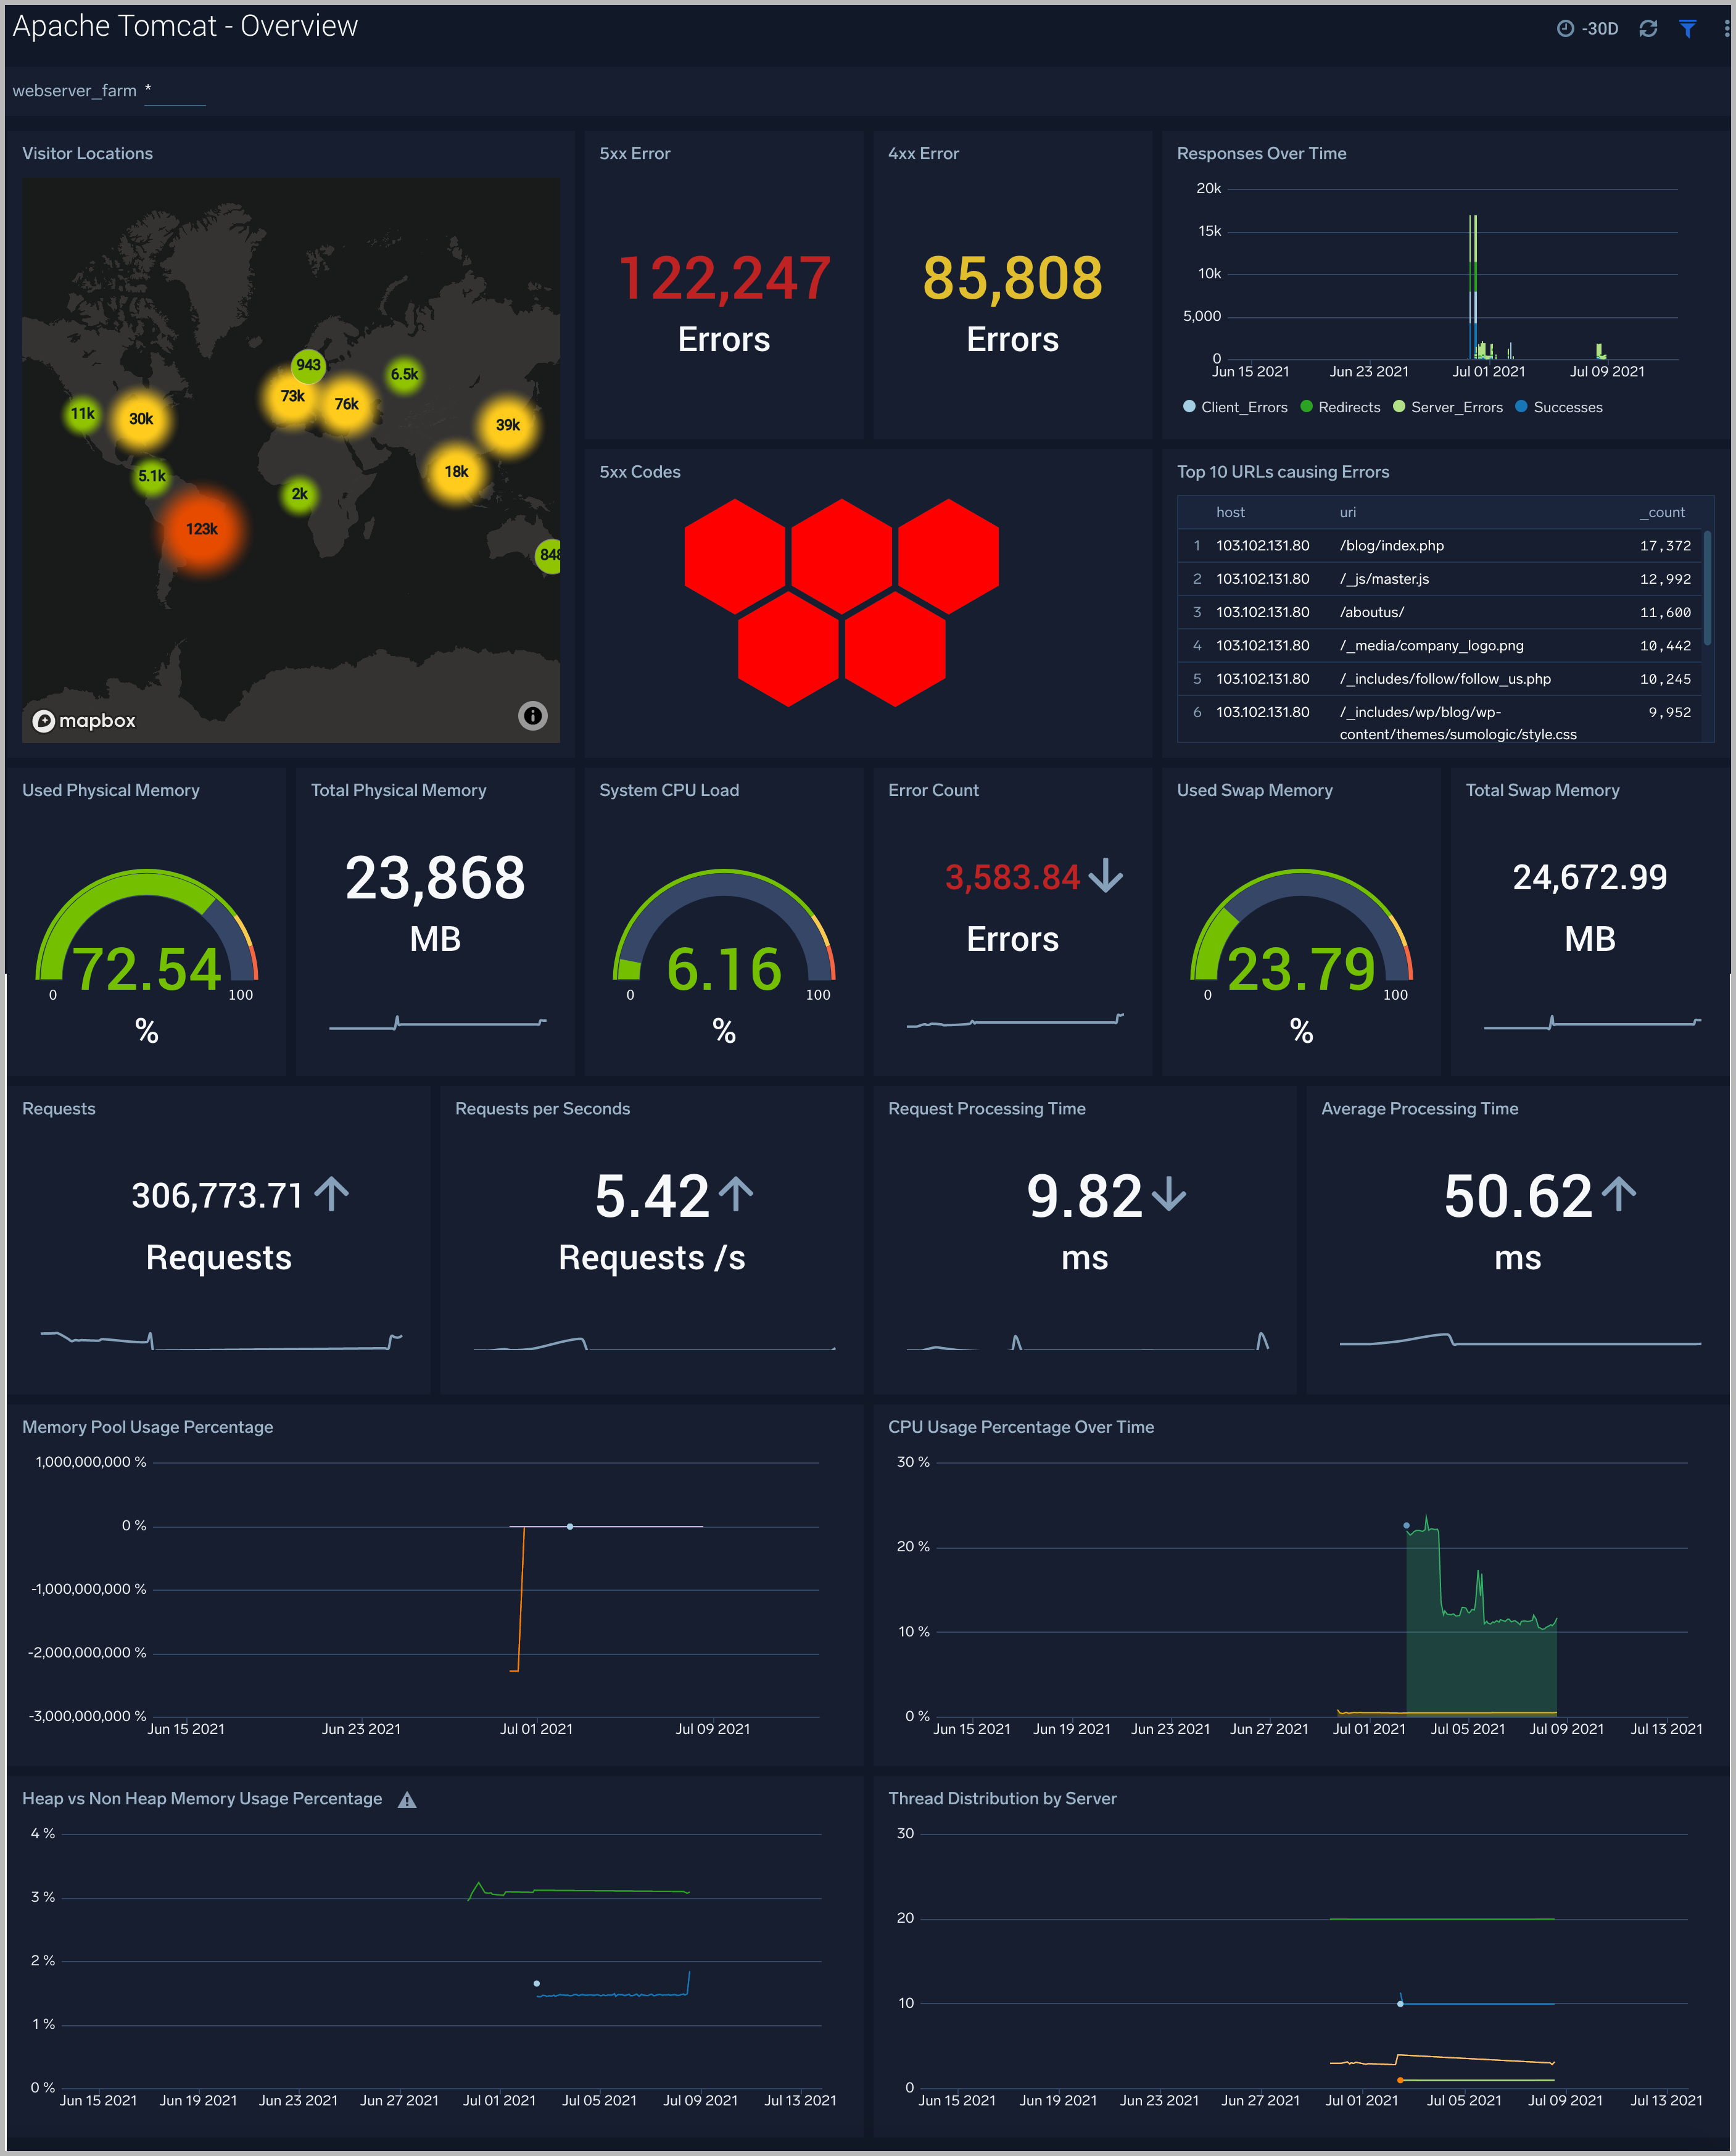 Apache Tomcat - Overview
-30D
webserver_farm *
Visitor Locations
943
73k
76k
6.5k
11k
30k
39k
5.1k
18k
2k
123k
mapbox
5xx Error
122,247
Errors
4xx Error
85,808
Errors
Responses Over Time
20k
15k
10k
5,000
0
Jun 15 2021 Jun 23 2021 Jul 01 2021 Jul 09 2021
Client_Errors Redirects Server_Errors Successes
5xx Codes
Top 10 URLs causing Errors
host uri _count
1 103.102.131.80 /blog/index.php 17,372
2 103.102.131.80 /_js/master.js 12,992
3 103.102.131.80 /aboutus/ 11,600
4 103.102.131.80 /_media/company_logo.png 10,442
5 103.102.131.80 /_includes/follow/follow_us.php 10,245
6 103.102.131.80 /_includes/wp/blog/wp- 9,952
content/themes/sumologic/style.css
Used Physical Memory
72.54
0 100
%
Total Physical Memory
23,868
MB
System CPU Load
6.16
0 100
%
Error Count
3,583.84
Errors
Used Swap Memory
23.79
0 100
%
Total Swap Memory
24,672.99
MB
Requests
306,773.71
Requests
Requests per Seconds
5.42
Requests /s
Request Processing Time
9.82
ms
Average Processing Time
50.62
ms
Memory Pool Usage Percentage
1,000,000,000 %
0 %
-1,000,000,000 %
-2,000,000,000 %
-3,000,000,000 %
Jun 15 2021 Jun 23 2021 Jul 01 2021 Jul 09 2021
CPU Usage Percentage Over Time
30 %
20 %
10 %
0 %
Jun 15 2021 Jun 19 2021 Jun 23 2021 Jun 27 2021 Jul 01 2021 Jul 05 2021 Jul 09 2021 Jul 13 2021
Heap vs Non Heap Memory Usage Percentage
4 %
3 %
2 %
1 %
0 %
Jun 15 2021 Jun 19 2021 Jun 23 2021 Jun 27 2021 Jul 01 2021 Jul 05 2021 Jul 09 2021 Jul 13 2021
Thread Distribution by Server
30
20
10
0
Jun 15 2021 Jun 19 2021 Jun 23 2021 Jun 27 2021 Jul 01 2021 Jul 05 2021 Jul 09 2021 Jul 13 2021